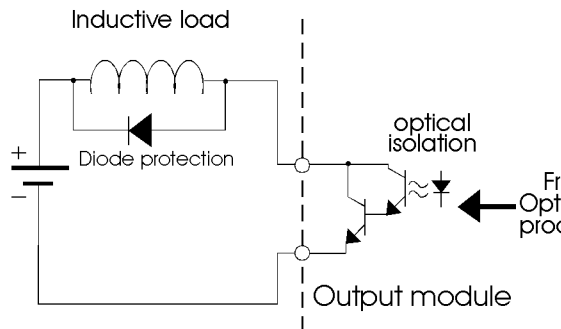 Inductive load
Diode protection
+
−
optical
isolation
Output module